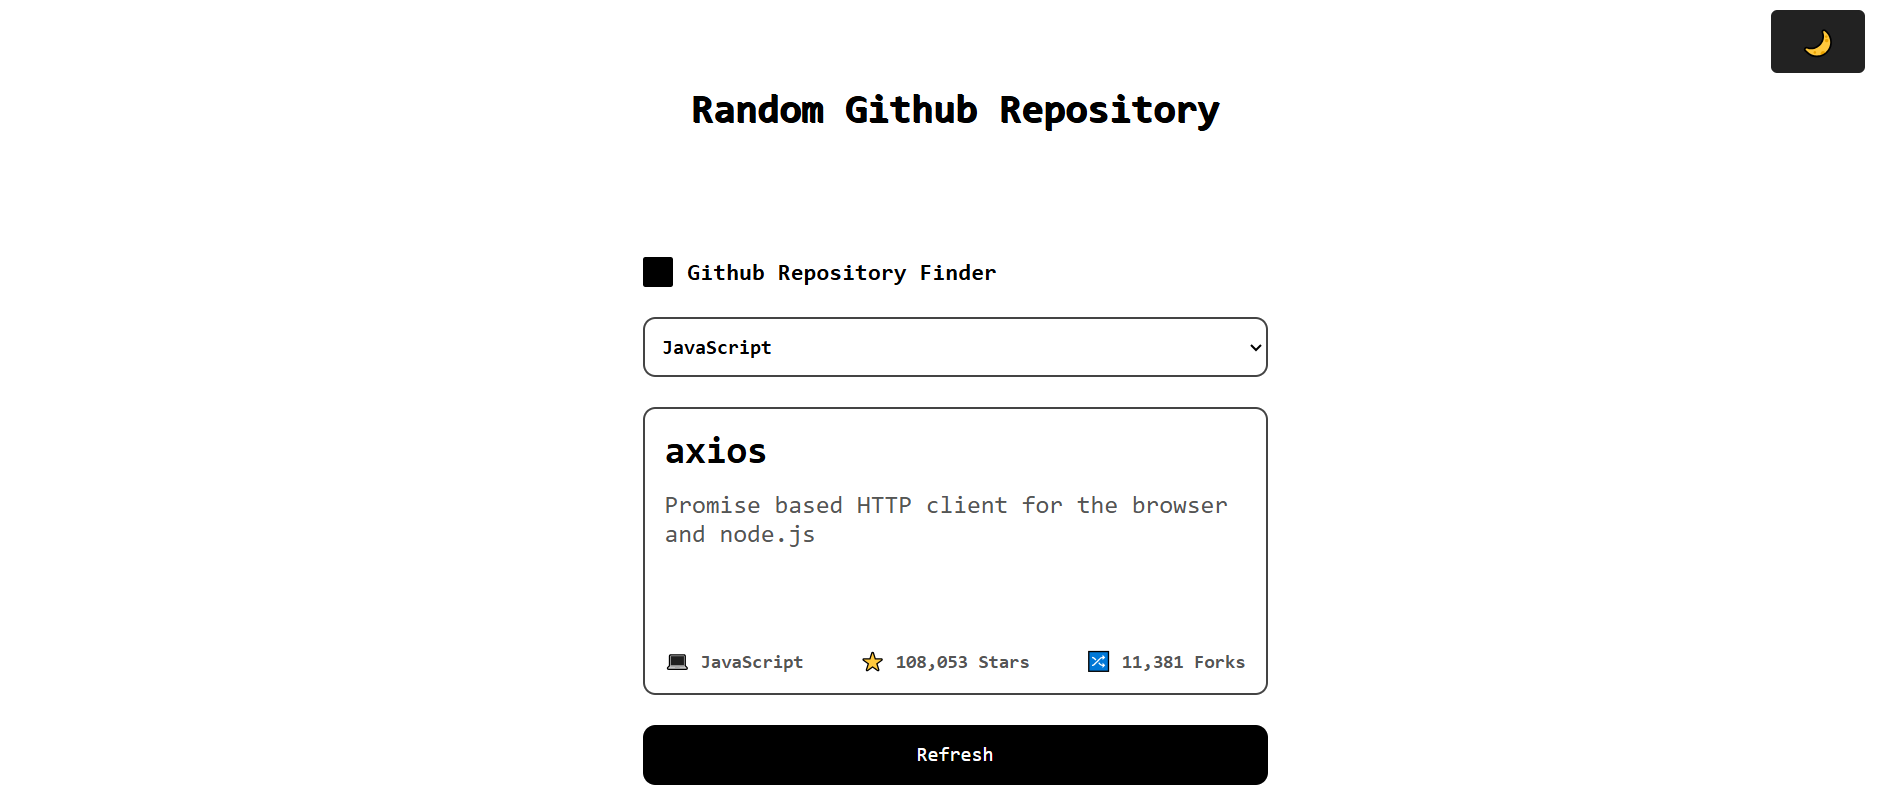 Random Github Repository
Github Repository Finder
JavaScript
axios
Promise based HTTP client for the browser
and node.js
JavaScript
108,053 Stars
11,381 Forks
Refresh